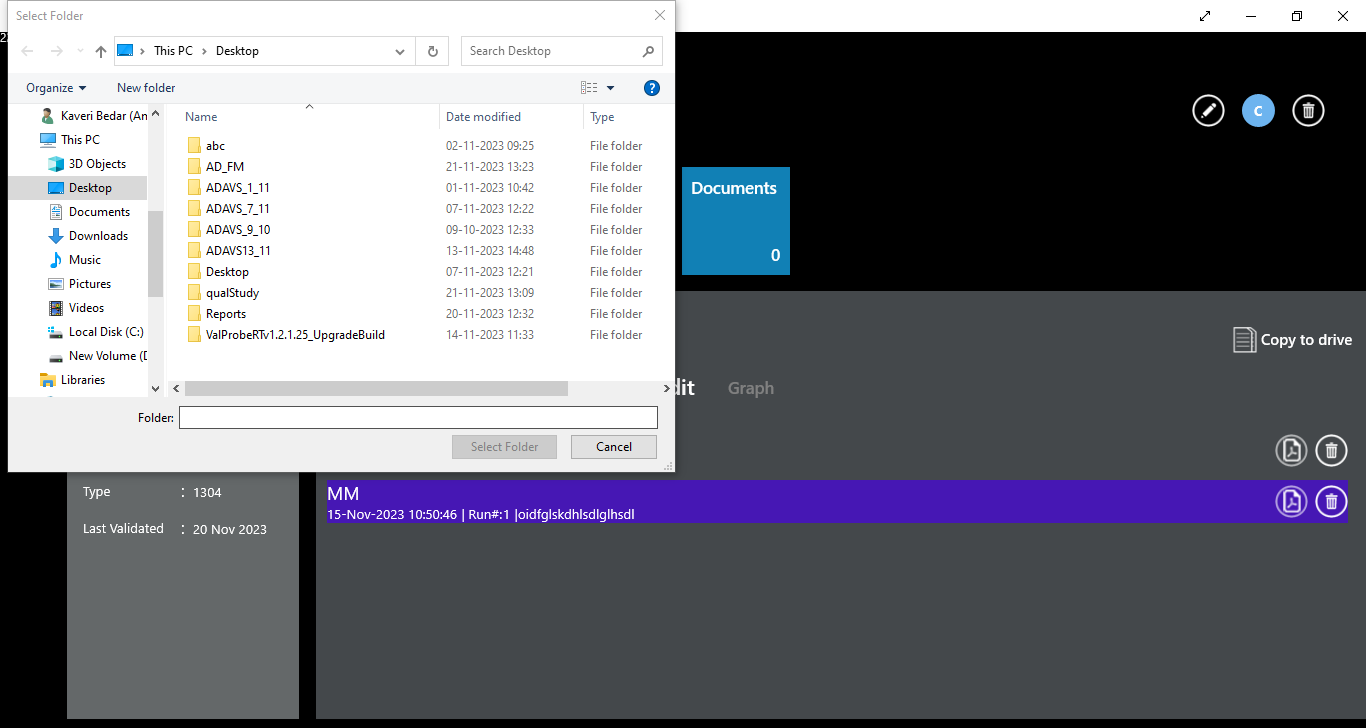 Select Folder
This PC > Desktop
Search Desktop
Organize
New folder
?
Kaveri Bedar (An
This PC
3D Objects
Desktop
Documents
Downloads
Music
Pictures
Videos
Local Disk (C:)
New Volume (D
Libraries
Name Date modified Type
abc 02-11-2023 09:25 File folder
AD_FM 21-11-2023 13:23 File folder
ADAVS_1_11 01-11-2023 10:42 File folder
ADAVS_7_11 07-11-2023 12:22 File folder
ADAVS_9_10 09-10-2023 12:33 File folder
ADAVS13_11 13-11-2023 14:48 File folder
Desktop 07-11-2023 12:21 File folder
qualStudy 21-11-2023 13:09 File folder
Reports 20-11-2023 12:32 File folder
ValProbeRTv1.2.1.25_UpgradeBuild 14-11-2023 11:33 File folder
Folder:
Select Folder
Cancel
C
Documents
0
Copy to drive
dit
Graph
Type : 1304
Last Validated : 20 Nov 2023
MM
15-Nov-2023 10:50:46 | Run#:1 |oidfglskdhlsdlglhsdl